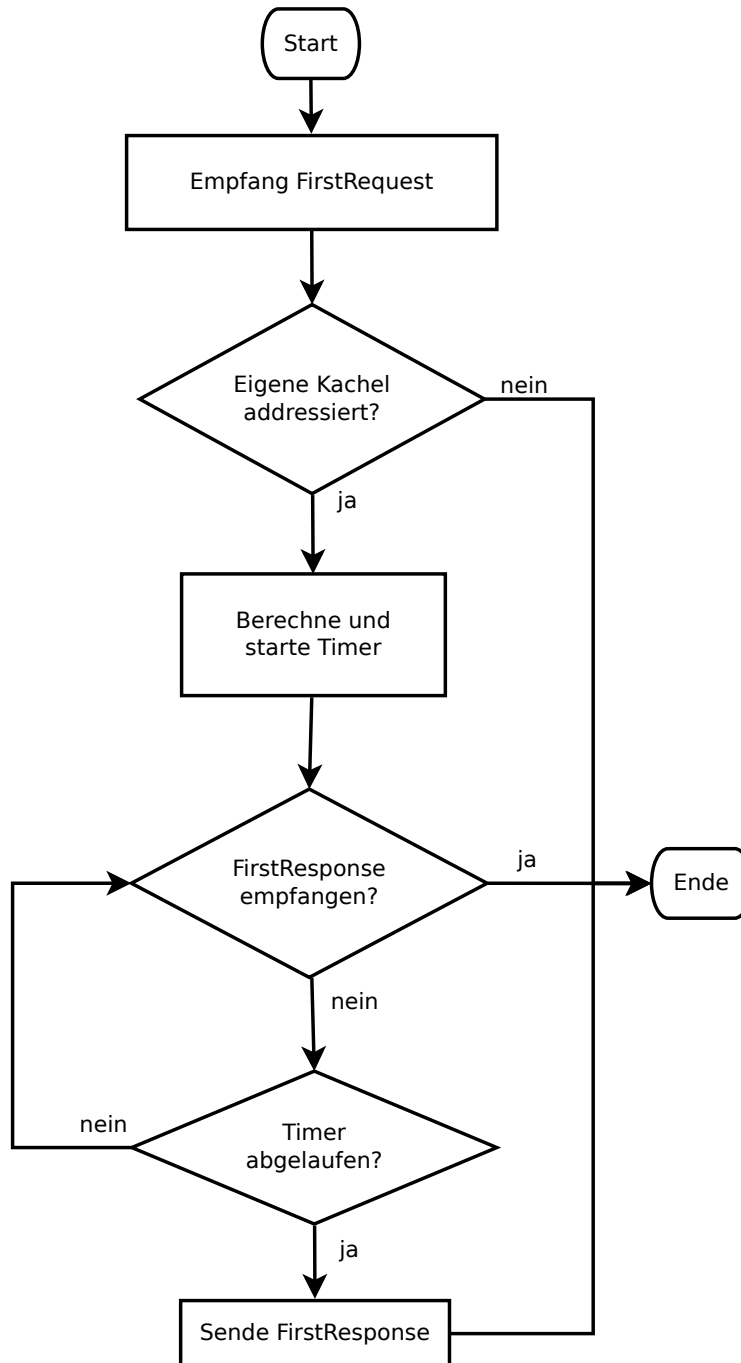 Start
Empfang FirstRequest
Eigene Kachel
addressiert?
nein
ja
Berechne und
starte Timer
FirstResponse
empfangen?
ja
Ende
nein
Timer
abgelaufen?
nein
ja
Sende FirstResponse